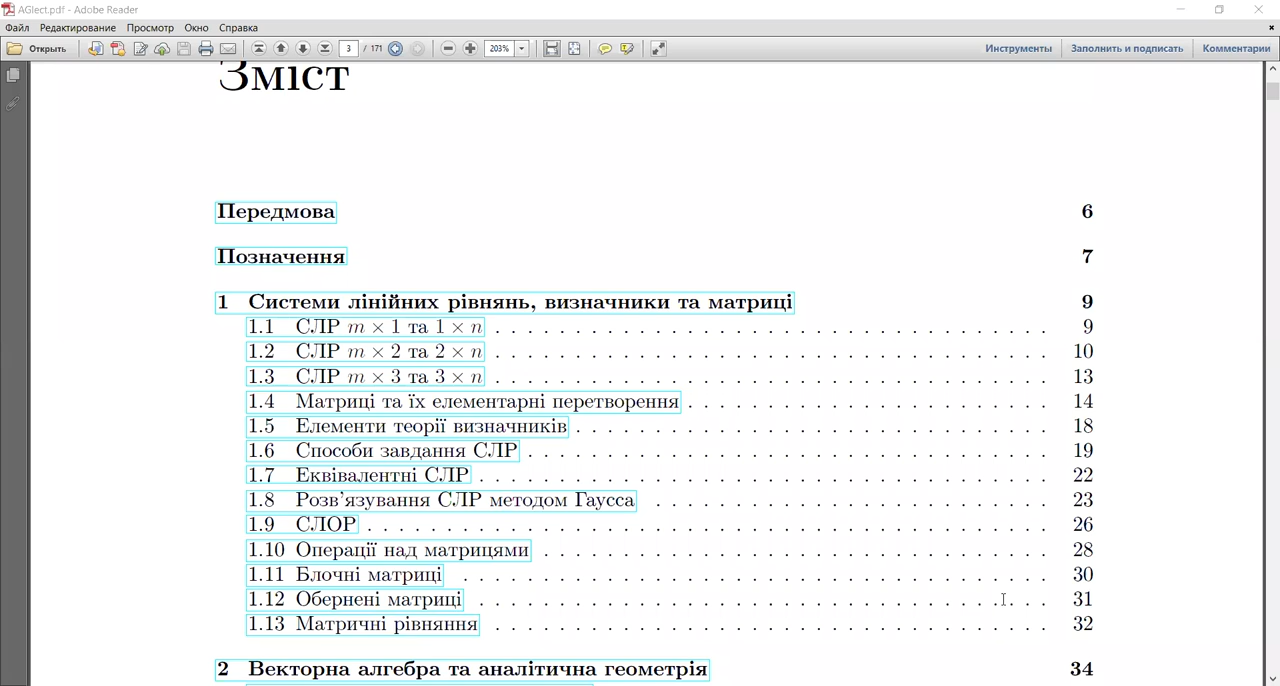 AGlect.pdf - Adobe Reader
Файл Редактирование Просмотр Окно Справка
Открыть 3 / 171 203% Инструменты Заполнить и подписать Комментарии
Зміст
Передмова 6
Позначення 7
1 Системи лінійних рівнянь, визначники та матриці 9
1.1 СЛР m × 1 та 1 × n . . . . . . . . . . . . . . . . . . . . . . . . . . . . . . . . . . . 9
1.2 СЛР m × 2 та 2 × n . . . . . . . . . . . . . . . . . . . . . . . . . . . . . . . . . . . 10
1.3 СЛР m × 3 та 3 × n . . . . . . . . . . . . . . . . . . . . . . . . . . . . . . . . . . . 13
1.4 Матриці та їх елементарні перетворення . . . . . . . . . . . . . . . . . . . . . . . 14
1.5 Елементи теорії визначників . . . . . . . . . . . . . . . . . . . . . . . . . . . . . . 18
1.6 Способи завдання СЛР . . . . . . . . . . . . . . . . . . . . . . . . . . . . . . . . . 19
1.7 Еквівалентні СЛР . . . . . . . . . . . . . . . . . . . . . . . . . . . . . . . . . . . . 22
1.8 Розв’язування СЛР методом Гаусса . . . . . . . . . . . . . . . . . . . . . . . . . 23
1.9 СЛОР . . . . . . . . . . . . . . . . . . . . . . . . . . . . . . . . . . . . . . . . . . . 26
1.10 Операції над матрицями . . . . . . . . . . . . . . . . . . . . . . . . . . . . . . . . 28
1.11 Блочні матриці . . . . . . . . . . . . . . . . . . . . . . . . . . . . . . . . . . . . . 30
1.12 Обернені матриці . . . . . . . . . . . . . . . . . . . . . . . . . . . . . . . . . . . . 31
1.13 Матричні рівняння . . . . . . . . . . . . . . . . . . . . . . . . . . . . . . . . . . . 32
2 Векторна алгебра та аналітична геометрія 34